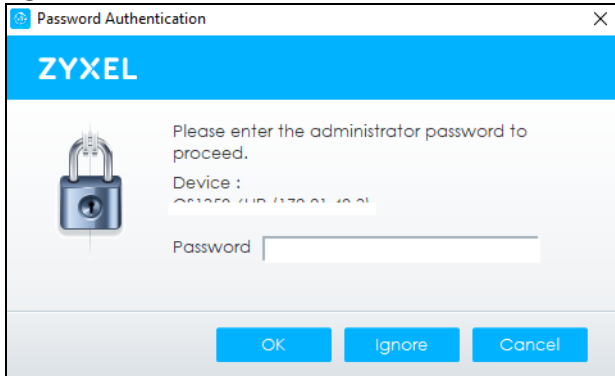 Password Authentication
ZYXEL
Please enter the administrator password to
proceed.
Device :
Password
OK Ignore Cancel